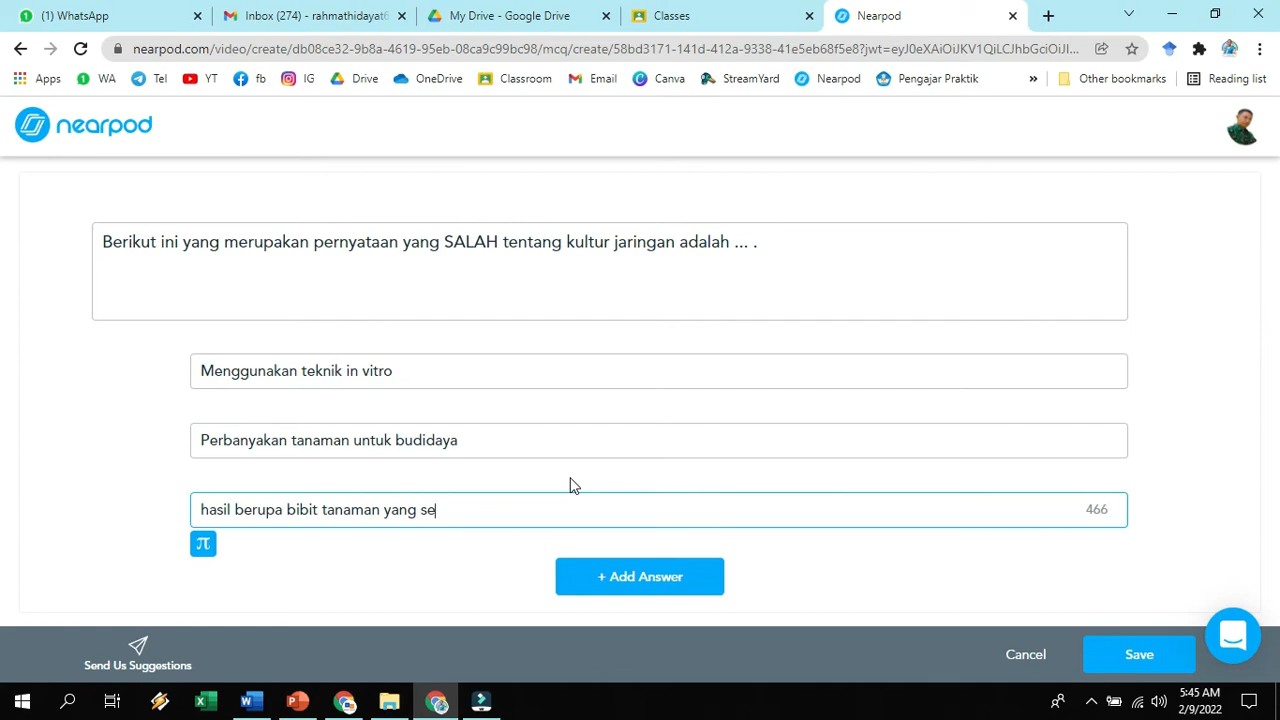 (1) WhatsApp
Inbox (274) - rahmathidayat6
My Drive - Google Drive
Classes
Nearpod
nearpod.com/video/create/db08ce32-9b8a-4619-95eb-08ca9c99bc98/mcq/create/58bd3171-141d-412a-9338-41e5eb68f5e8?jwt=eyJ0eXAiOiJKV1QiLCJhbGciOiJI...
Apps WA Tel YT fb IG Drive OneDrive Classroom Email Canva StreamYard Nearpod Pengajar Praktik » Other bookmarks Reading list
nearpod
Berikut ini yang merupakan pernyataan yang SALAH tentang kultur jaringan adalah ... .
Menggunakan teknik in vitro
Perbanyakan tanaman untuk budidaya
hasil berupa bibit tanaman yang se 466
π
+ Add Answer
Send Us Suggestions
Cancel
Save
5:45 AM
2/9/2022